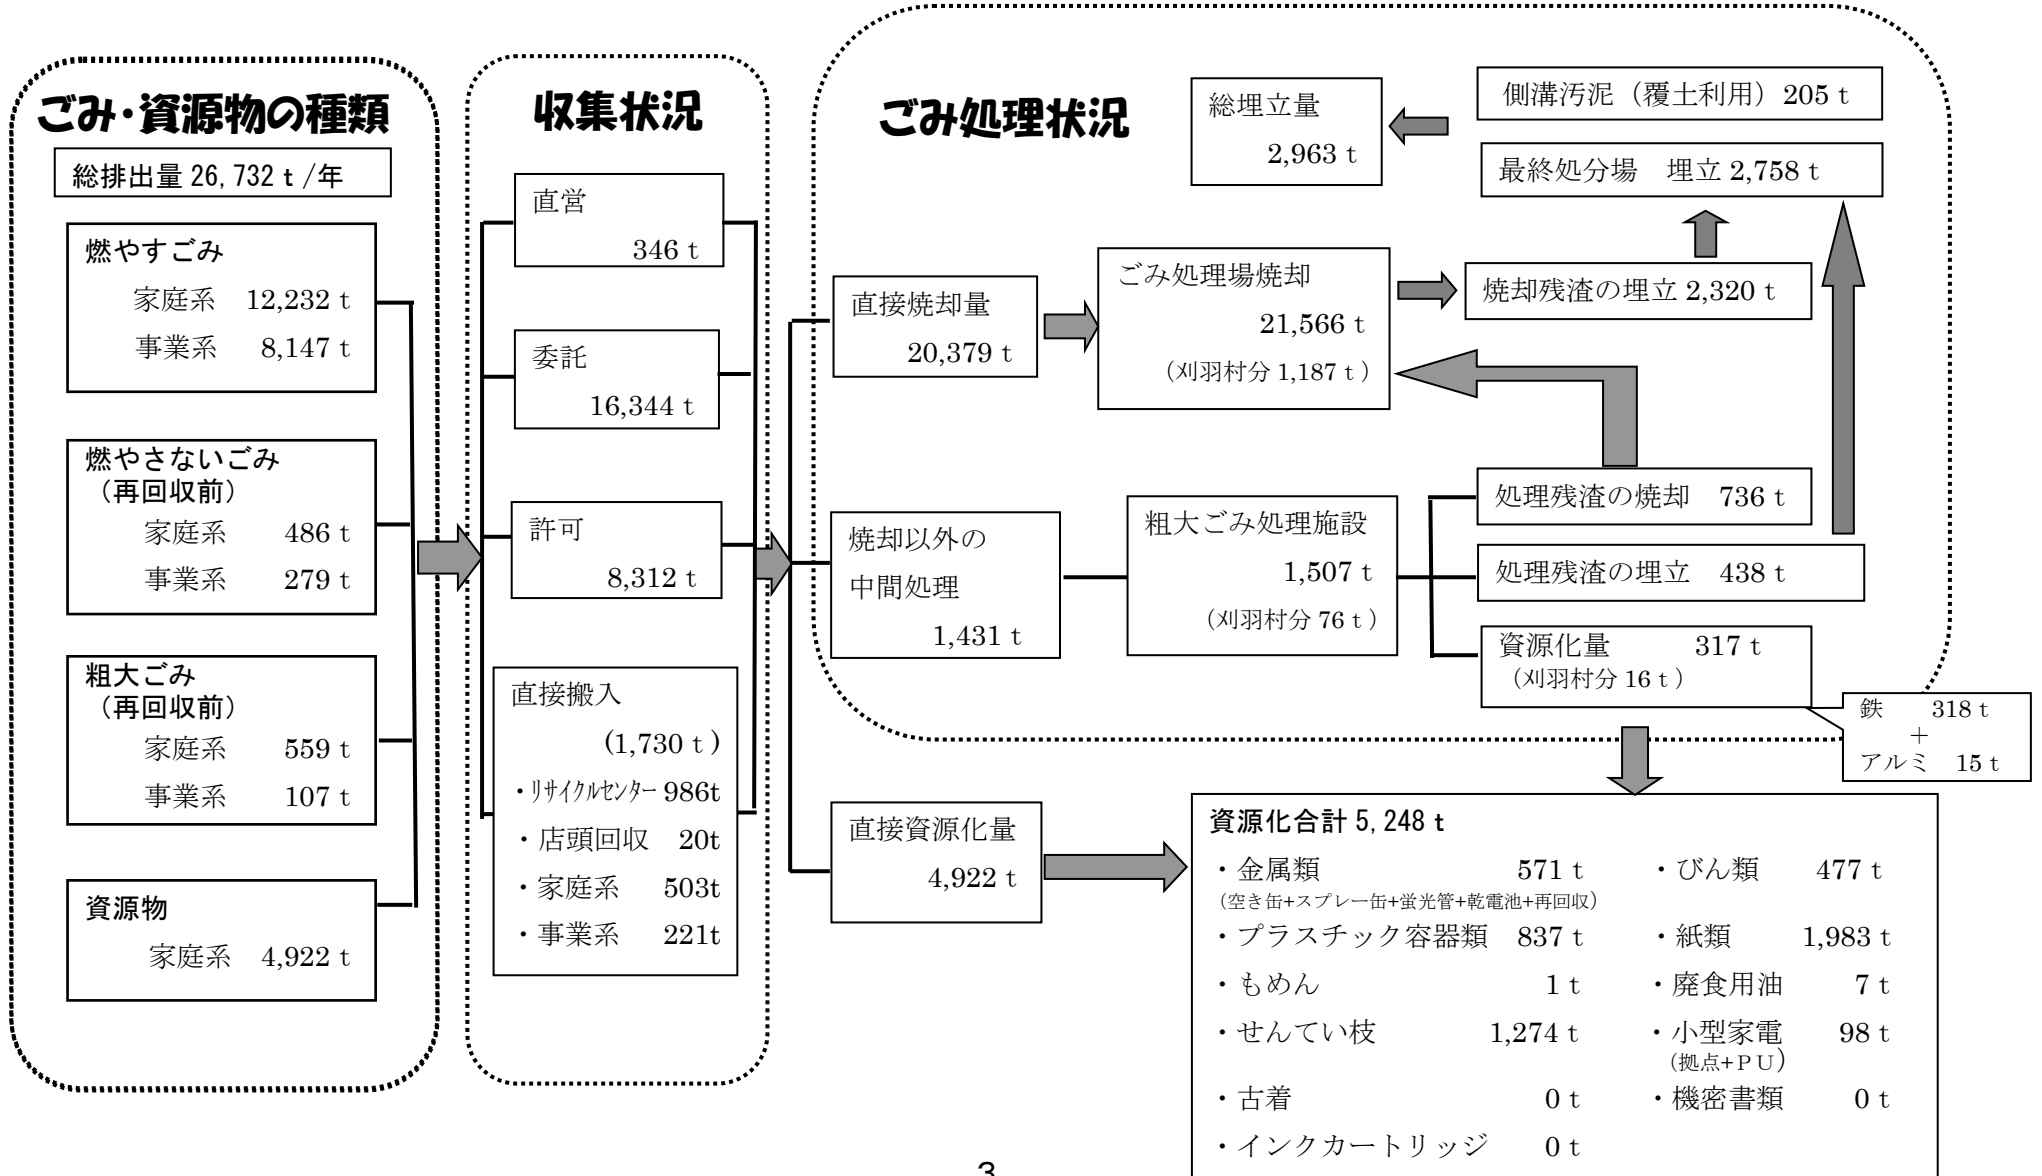 ごみ・資源物の種類
総排出量 26,732 t /年
燃やすごみ
家庭系 12,232 t
事業系 8,147 t
燃やさないごみ
（再回収前）
家庭系 486 t
事業系 279 t
粗大ごみ
（再回収前）
家庭系 559 t
事業系 107 t
資源物
家庭系 4,922 t
収集状況
直営
346 t
委託
16,344 t
許可
8,312 t
直接搬入
(1,730 t )
・ﾘｻｲｸﾙｾﾝﾀｰ 986t
・店頭回収 20t
・家庭系 503t
・事業系 221t
ごみ処理状況
総埋立量
2,963 t
側溝汚泥（覆土利用）205 t
最終処分場 埋立 2,758 t
直接焼却量
20,379 t
ごみ処理場焼却
21,566 t
（刈羽村分 1,187 t ）
焼却残渣の埋立 2,320 t
焼却以外の
中間処理
1,431 t
粗大ごみ処理施設
1,507 t
（刈羽村分 76 t ）
処理残渣の焼却 736 t
処理残渣の埋立 438 t
資源化量 317 t
（刈羽村分 16 t ）
鉄 318 t
＋
アルミ 15 t
直接資源化量
4,922 t
資源化合計 5,248 t
・金属類 571 t ・びん類 477 t
（空き缶+スプレー缶+蛍光管+乾電池+再回収）
・プラスチック容器類 837 t ・紙類 1,983 t
・もめん 1 t ・廃食用油 7 t
・せんてい枝 1,274 t ・小型家電 98 t
（拠点+ＰＵ）
・古着 0 t ・機密書類 0 t
・インクカートリッジ 0 t
3